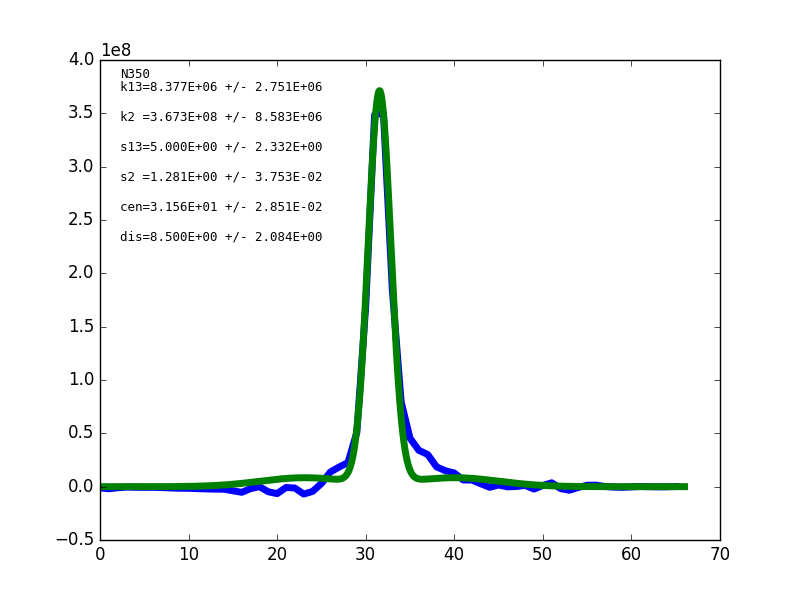 1e8
4.0
3.5
3.0
2.5
2.0
1.5
1.0
0.5
0.0
−0.5
N350
k13=8.377E+06 +/- 2.751E+06
k2 =3.673E+08 +/- 8.583E+06
s13=5.000E+00 +/- 2.332E+00
s2 =1.281E+00 +/- 3.753E-02
cen=3.156E+01 +/- 2.851E-02
dis=8.500E+00 +/- 2.084E+00
0 10 20 30 40 50 60 70